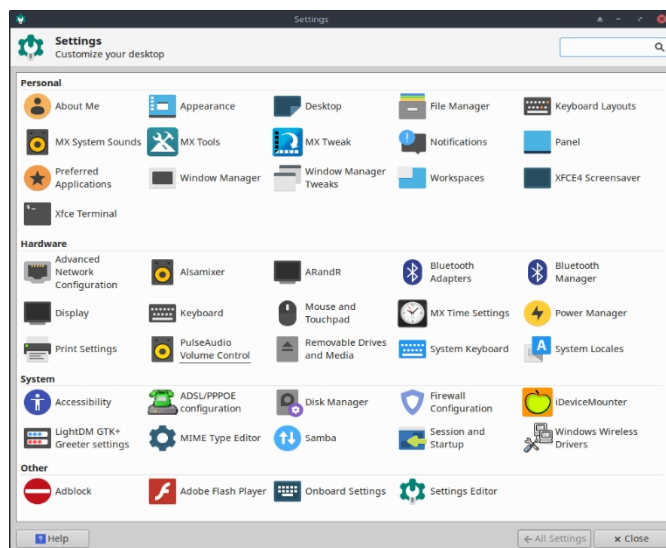 Settings
Settings
Customize your desktop
Personal
About Me
Appearance
Desktop
File Manager
Keyboard Layouts
MX System Sounds
MX Tools
MX Tweak
Notifications
Panel
Preferred
Applications
Window Manager
Window Manager
Tweaks
Workspaces
XFCE4 Screensaver
Xfce Terminal
Hardware
Advanced
Network
Configuration
Alsamixer
ARandR
Bluetooth
Adapters
Bluetooth
Manager
Display
Keyboard
Mouse and
Touchpad
MX Time Settings
Power Manager
Print Settings
PulseAudio
Volume Control
Removable Drives
and Media
System Keyboard
System Locales
System
Accessibility
ADSL/PPPOE
configuration
Disk Manager
Firewall
Configuration
iDeviceMounter
LightDM GTK+
Greeter settings
MIME Type Editor
Samba
Session and
Startup
Windows Wireless
Drivers
Other
Adblock
Adobe Flash Player
Onboard Settings
Settings Editor
Help
All Settings
Close